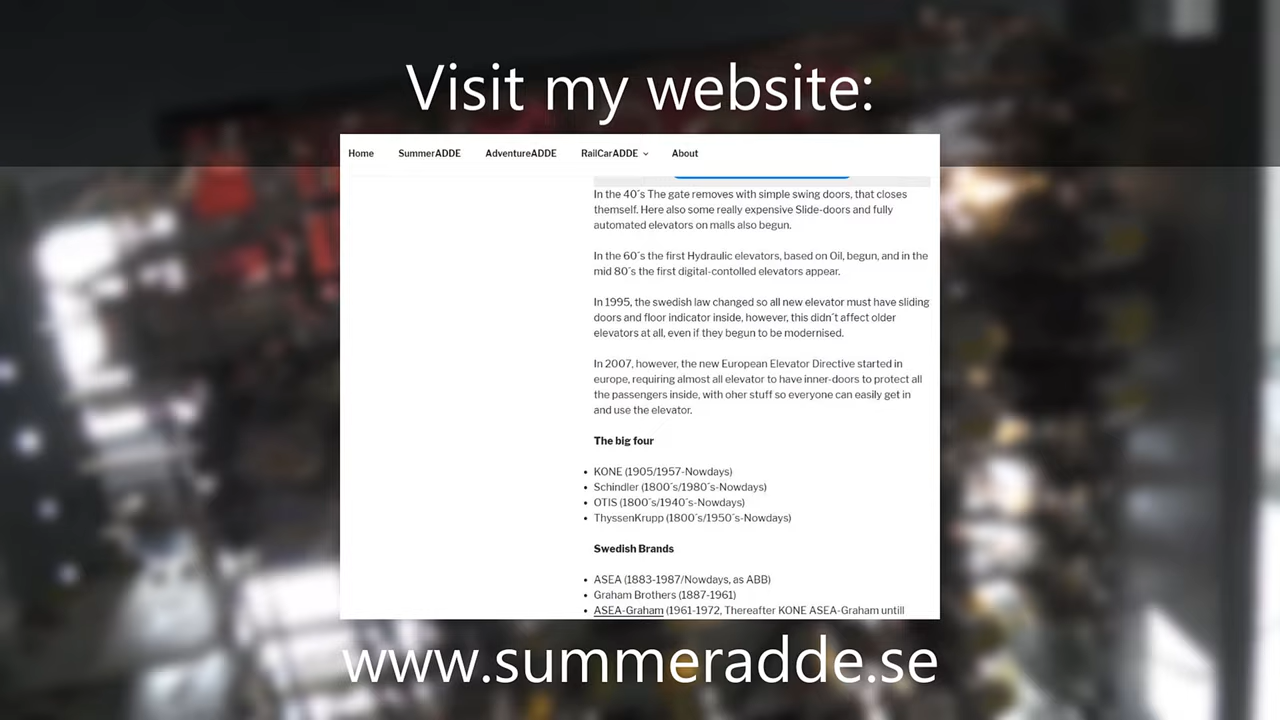 Visit my website:
Home SummerADDE AdventureADDE RailCarADDE About
In the 40´s The gate removes with simple swing doors, that closes
themself. Here also some really expensive Slide-doors and fully
automated elevators on malls also begun.
In the 60´s the first Hydraulic elevators, based on Oil, begun, and in the
mid 80´s the first digital-contolled elevators appear.
In 1995, the swedish law changed so all new elevator must have sliding
doors and floor indicator inside, however, this didn´t affect older
elevators at all, even if they begun to be modernised.
In 2007, however, the new European Elevator Directive started in
europe, requiring almost all elevator to have inner-doors to protect all
the passengers inside, with oher stuff so everyone can easily get in
and use the elevator.
The big four
• KONE (1905/1957-Nowdays)
• Schindler (1800´s/1980´s-Nowdays)
• OTIS (1800´s/1940´s-Nowdays)
• ThyssenKrupp (1800´s/1950´s-Nowdays)
Swedish Brands
• ASEA (1883-1987/Nowdays, as ABB)
• Graham Brothers (1887-1961)
• ASEA-Graham (1961-1972, Thereafter KONE ASEA-Graham untill
www.summeradde.se